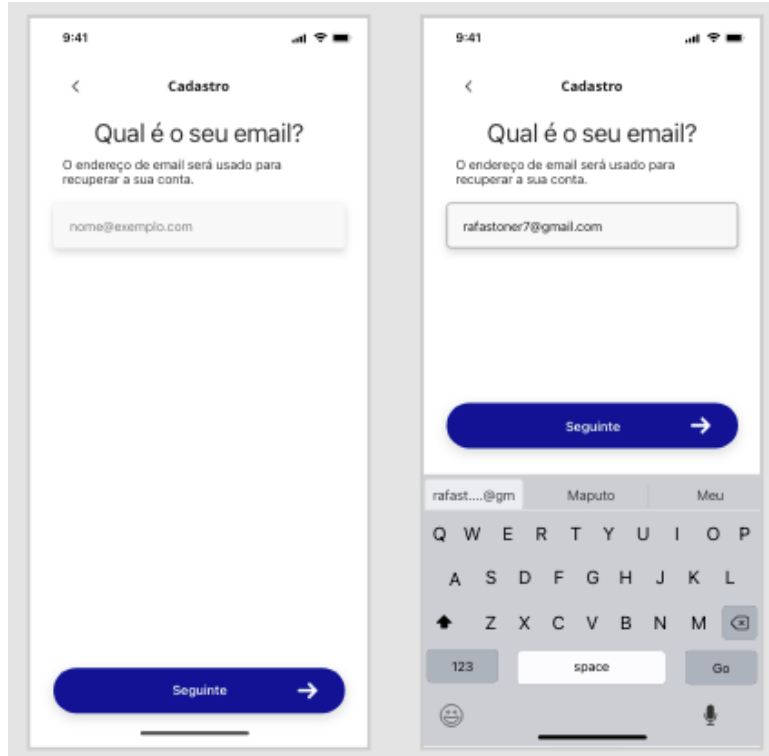 9:41
Cadastro
Qual é o seu email?
O endereço de email será usado para
recuperar a sua conta.
nome@exemplo.com
Seguinte
9:41
Cadastro
Qual é o seu email?
O endereço de email será usado para
recuperar a sua conta.
rafastoner7@gmail.com
Seguinte
rafast....@gm Maputo Meu
Q W E R T Y U I O P
A S D F G H J K L
Z X C V B N M
123 space Go